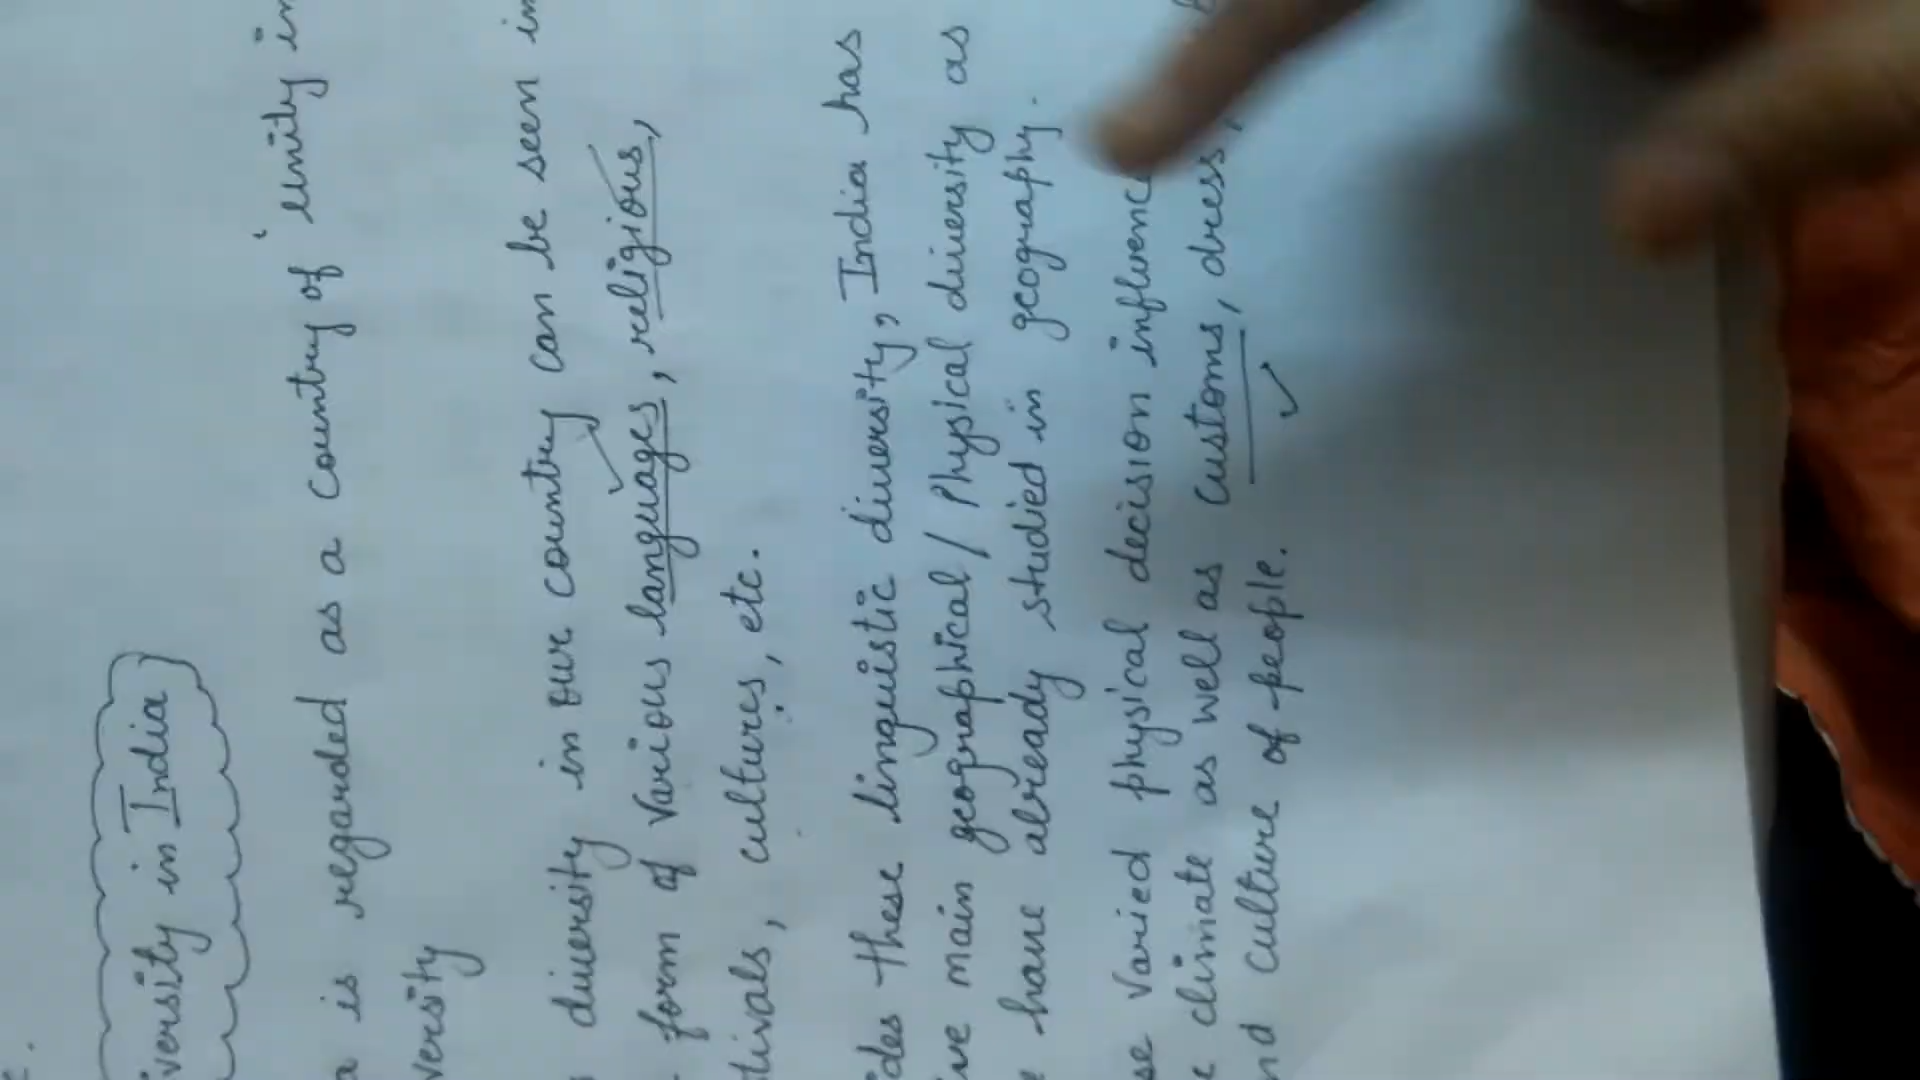 versity in India
a is regarded as a country of 'unity in
versity
diversity in our country can be seen in
form of various languages, religious,
tivals, cultures, etc.
des these linguistic diversity, India has
ive main geographical / Physical diversity as
have already studied in geography.
se varied physical decision influence
climate as well as customs, dress,
nd culture of people.